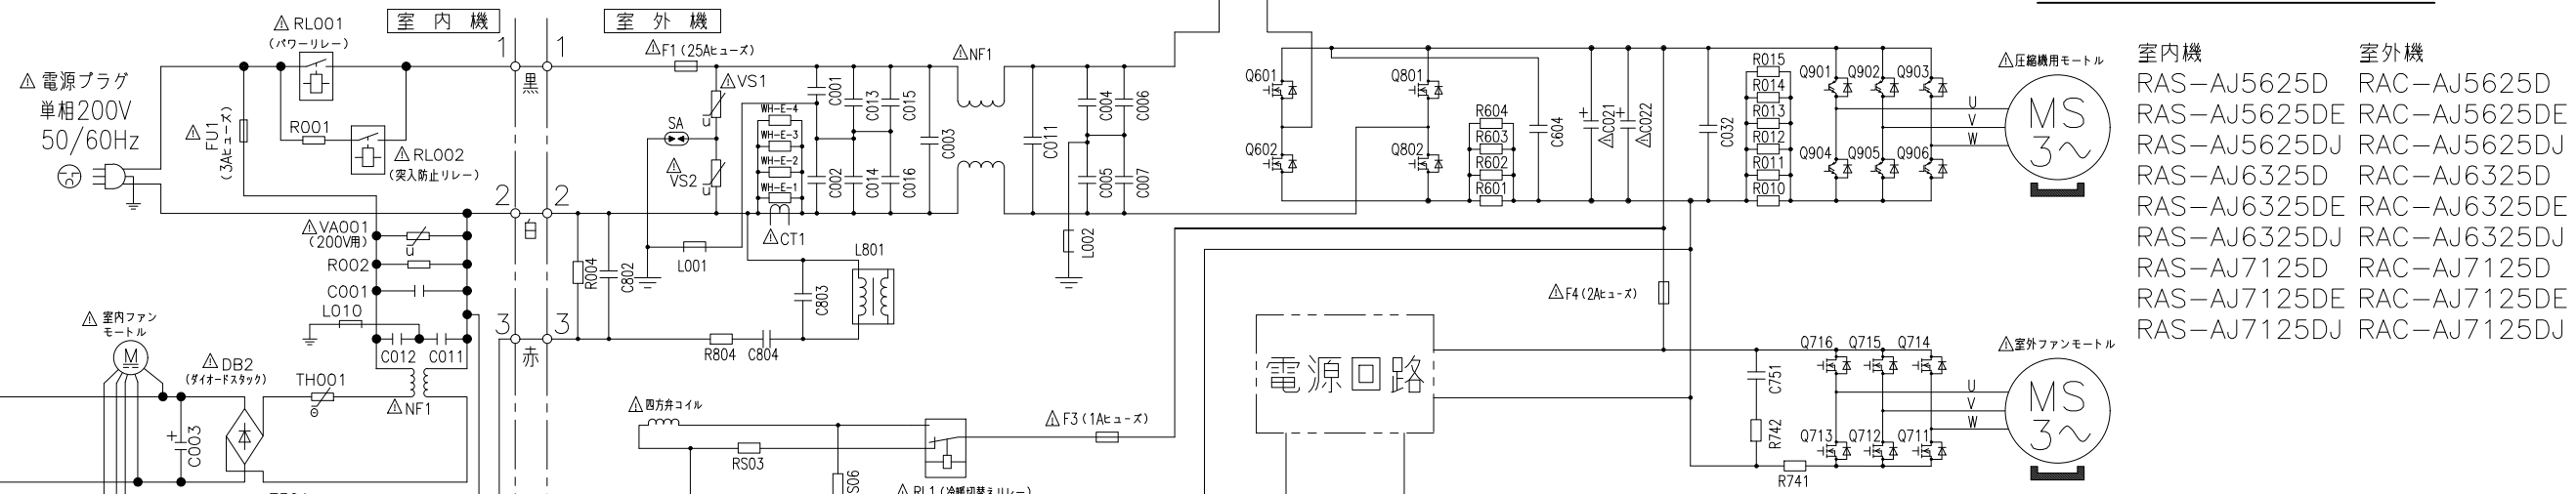 室内機
室外機
⚠RL001
(パワーリレー)
1
1
黒
⚠電源プラグ
単相200V
50/60Hz
⚠FU1
(3Aヒューズ)
R001
⚠RL002
(突入防止リレー)
2
2
白
⚠VA001
(200V用)
u
R002
C001
L010
C012
C011
3
3
赤
⚠NF1
⚠室内ファン
モートル
M
⚠DB2
(ダイオードスタック)
TH001
θ
+
C003
⚠F1(25Aヒューズ)
⚠VS1
u
SA
⚠
VS2
u
WH-E-4
WH-E-3
WH-E-2
WH-E-1
⚠CT1
L001
C001
C002
C013
C014
C015
C016
C003
⚠NF1
C011
C004
C005
C006
C007
L002
R004
C802
C803
L801
R804
C804
⚠四方弁コイル
RS03
S06
⚠RL1(冷暖切替えリレー)
⚠F3(1Aヒューズ)
Q601
Q602
Q801
Q802
R604
R603
R602
R601
C604
+
⚠C021
+
⚠C022
C032
R015
R014
R013
R012
R011
R010
Q901
Q902
Q903
Q904
Q905
Q906
U
V
W
⚠圧縮機用モートル
MS
3〜
⚠F4(2Aヒューズ)
電源回路
C751
R742
R741
Q716
Q715
Q714
Q713
Q712
Q711
U
V
W
⚠室外ファンモートル
MS
3〜
室内機 室外機
RAS-AJ5625D RAC-AJ5625D
RAS-AJ5625DE RAC-AJ5625DE
RAS-AJ5625DJ RAC-AJ5625DJ
RAS-AJ6325D RAC-AJ6325D
RAS-AJ6325DE RAC-AJ6325DE
RAS-AJ6325DJ RAC-AJ6325DJ
RAS-AJ7125D RAC-AJ7125D
RAS-AJ7125DE RAC-AJ7125DE
RAS-AJ7125DJ RAC-AJ7125DJ